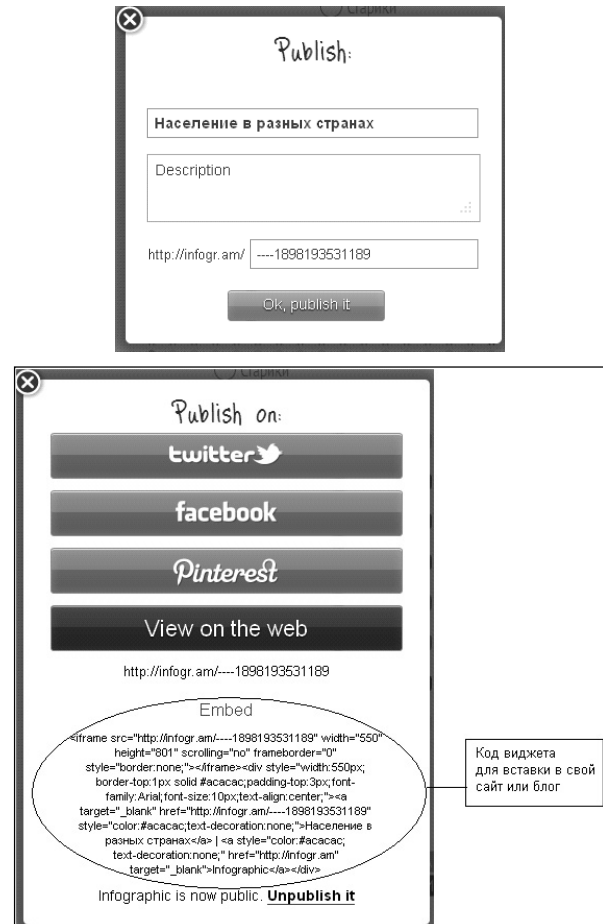 Старики
Publish:
Население в разных странах
Description
http://infogr.am/ ----1898193531189
Ok, publish it
Старики
Publish on:
twitter
facebook
Pinterest
View on the web
http://infogr.am/----1898193531189
Embed
<iframe src="http://infogr.am/----1898193531189" width="550"
height="801" scrolling="no" frameborder="0"
style="border:none;"></iframe><div style="width:550px;
border-top:1px solid #acacac;padding-top:3px;font-
family:Arial;font-size:10px;text-align:center;"><a
target="_blank" href="http://infogr.am/----1898193531189"
style="color:#acacac;text-decoration:none;">Население в
разных странах</a> | <a style="color:#acacac;
text-decoration:none;" href="http://infogr.am"
target="_blank">Infographic</a></div>
Код виджета
для вставки в свой
сайт или блог
Infographic is now public. Unpublish it